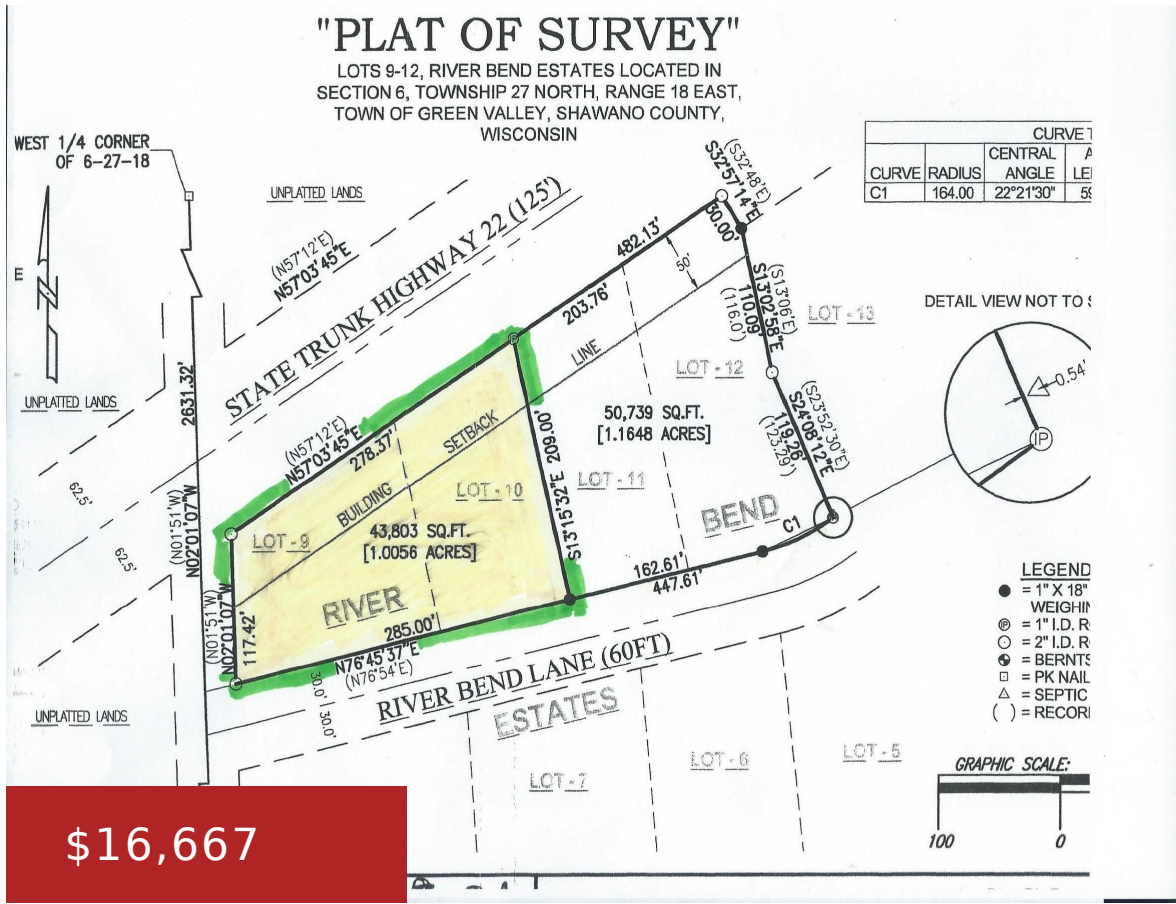 "PLAT OF SURVEY"
LOTS 9-12, RIVER BEND ESTATES LOCATED IN
SECTION 6, TOWNSHIP 27 NORTH, RANGE 18 EAST,
TOWN OF GREEN VALLEY, SHAWANO COUNTY,
WISCONSIN
WEST 1/4 CORNER
OF 6-27-18
UNPLATTED LANDS
(N57°12'E)
N57°03'45"E
STATE TRUNK HIGHWAY 22 (125')
(S32°48'E)
S32°57'14"E
30.00'
482.13'
50'
203.76'
CURVE
CENTRAL
CURVE RADIUS ANGLE
C1 164.00 22°21'30"
E
2631.32'
UNPLATTED LANDS
(S13°06'E)
S13°02'58"E
110.09'
(116.0')
LOT - 13
DETAIL VIEW NOT TO
0.54'
IP
LINE
LOT - 12
50,739 SQ.FT.
[1.1648 ACRES]
(S23°52'30"E)
S24°08'12"E
119.26'
(123.29')
(N57°12'E)
N57°03'45"E
278.37'
SETBACK
BUILDING
LOT - 10
S13°15'32"E 209.00'
LOT - 11
62.5'
62.5'
(N01°51'W)
N02°01'07"W
LOT - 9
43,803 SQ.FT.
[1.0056 ACRES]
BEND
C1
RIVER
162.61'
447.61'
(N01°51'W)
N02°01'07"W
117.42'
285.00'
N76°45'37"E
(N76°54'E)
RIVER BEND LANE (60FT)
30.0' 30.0'
ESTATES
UNPLATTED LANDS
LOT - 7
LOT - 6
LOT - 5
LEGEND
= 1" X 18"
= 1" I.D.
= 2" I.D.
= PK NAIL
= SEPTIC
( ) =
GRAPHIC SCALE:
100 0
$16,667